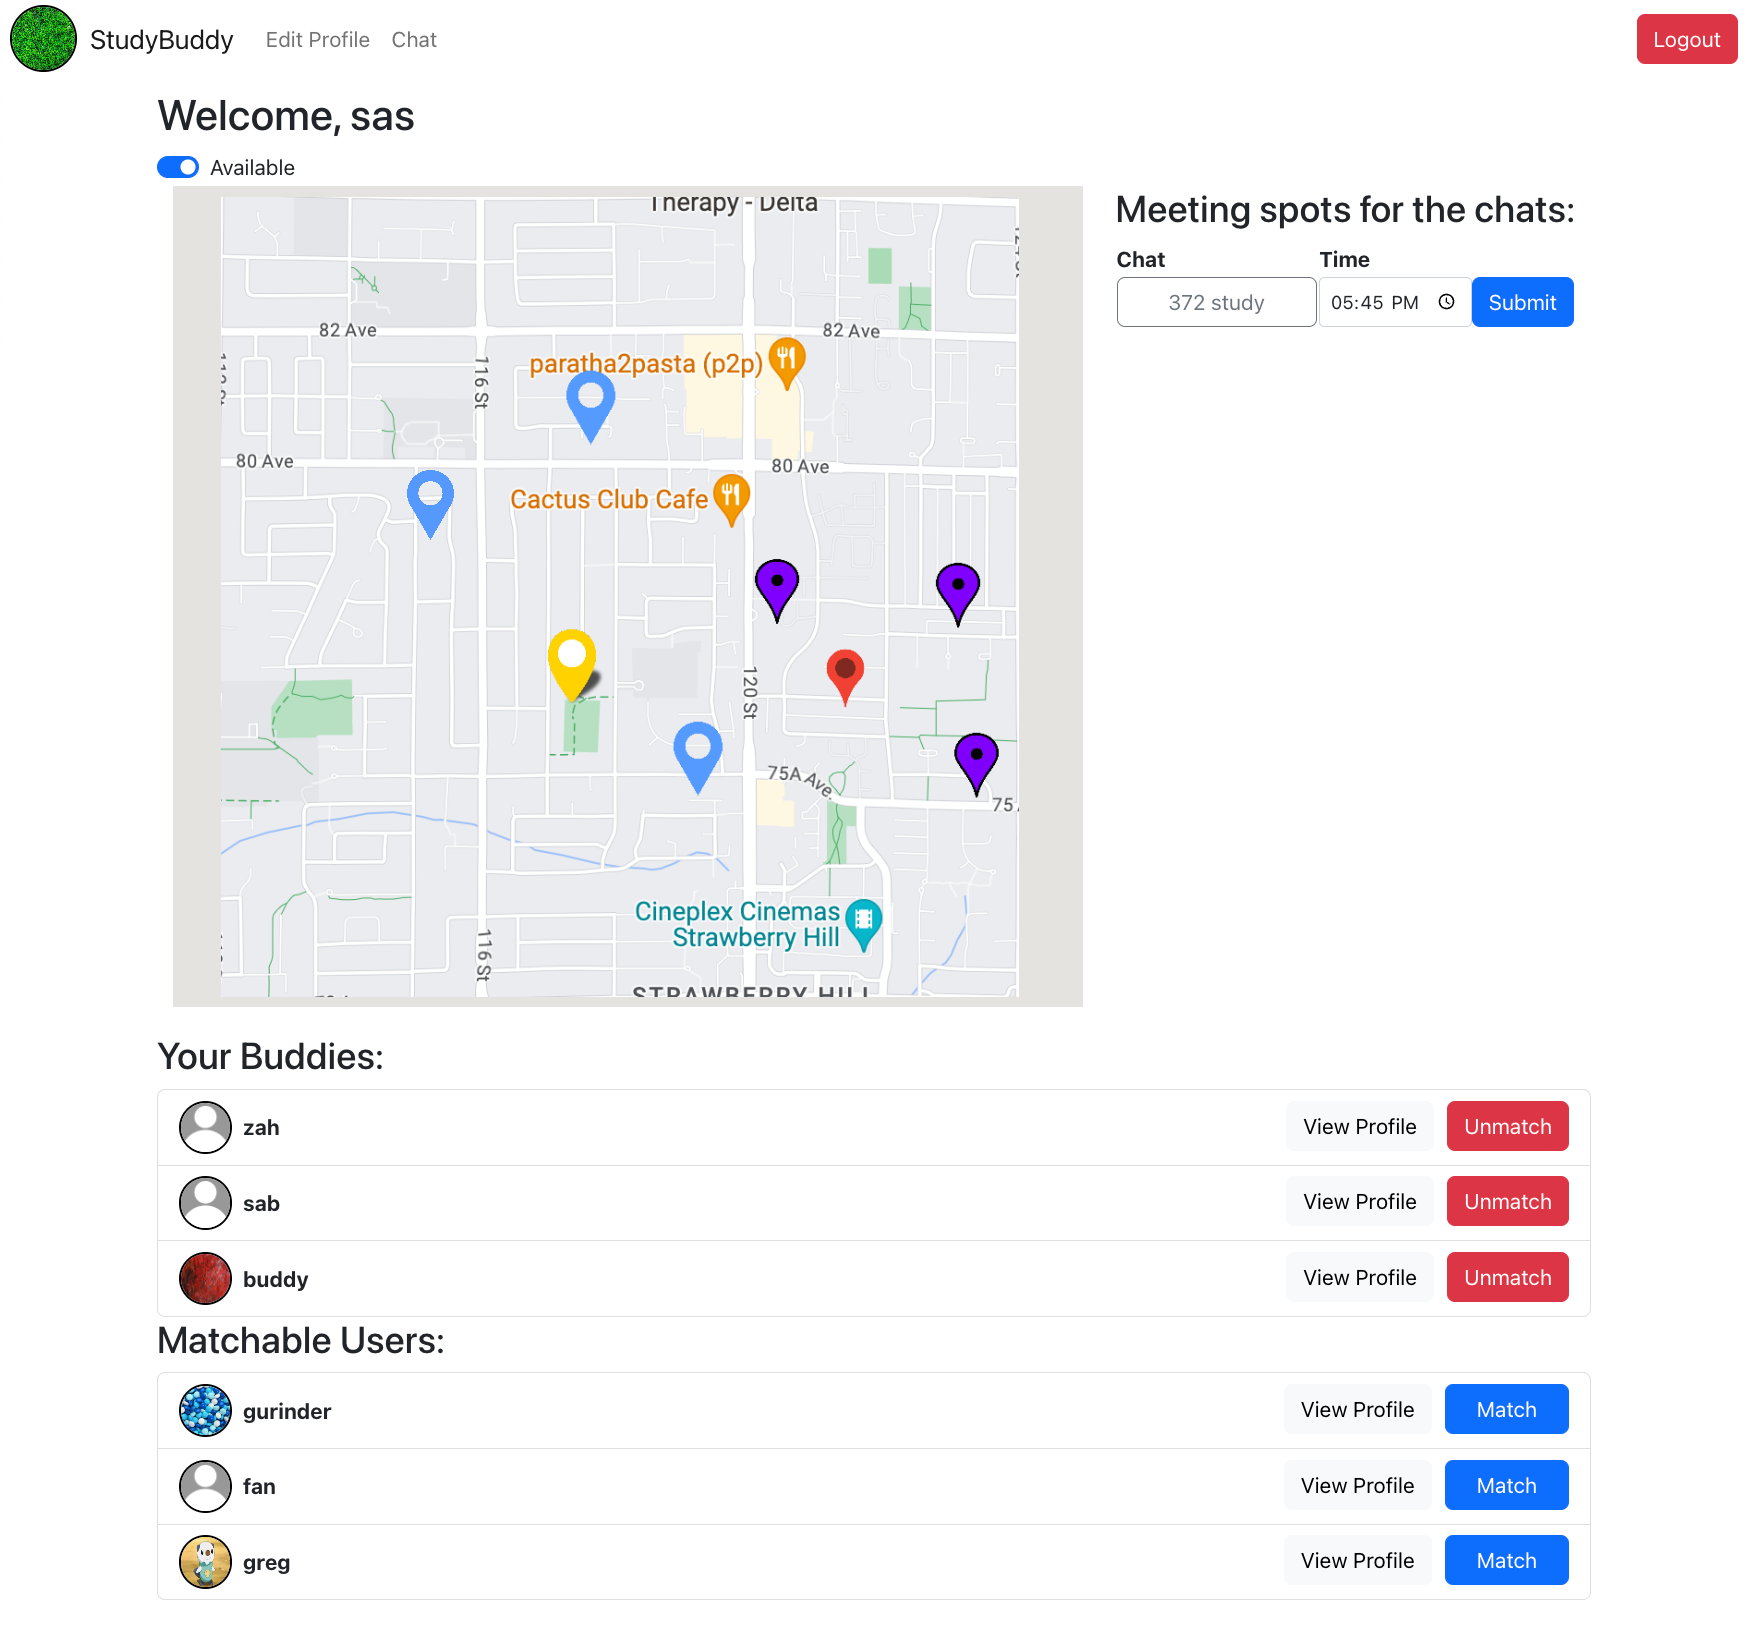 StudyBuddy Edit Profile Chat Logout
Welcome, sas
Available
Therapy - Delta
Meeting spots for the chats:
Chat Time
372 study 05:45 PM Submit
82 Ave 82 Ave
paratha2pasta (p2p)
116 St
80 Ave 80 Ave
Cactus Club Cafe
120 St
75A Ave.
75
Cineplex Cinemas
Strawberry Hill
116 St
STRAWBERRY HILL
Your Buddies:
zah View Profile Unmatch
sab View Profile Unmatch
buddy View Profile Unmatch
Matchable Users:
gurinder View Profile Match
fan View Profile Match
greg View Profile Match